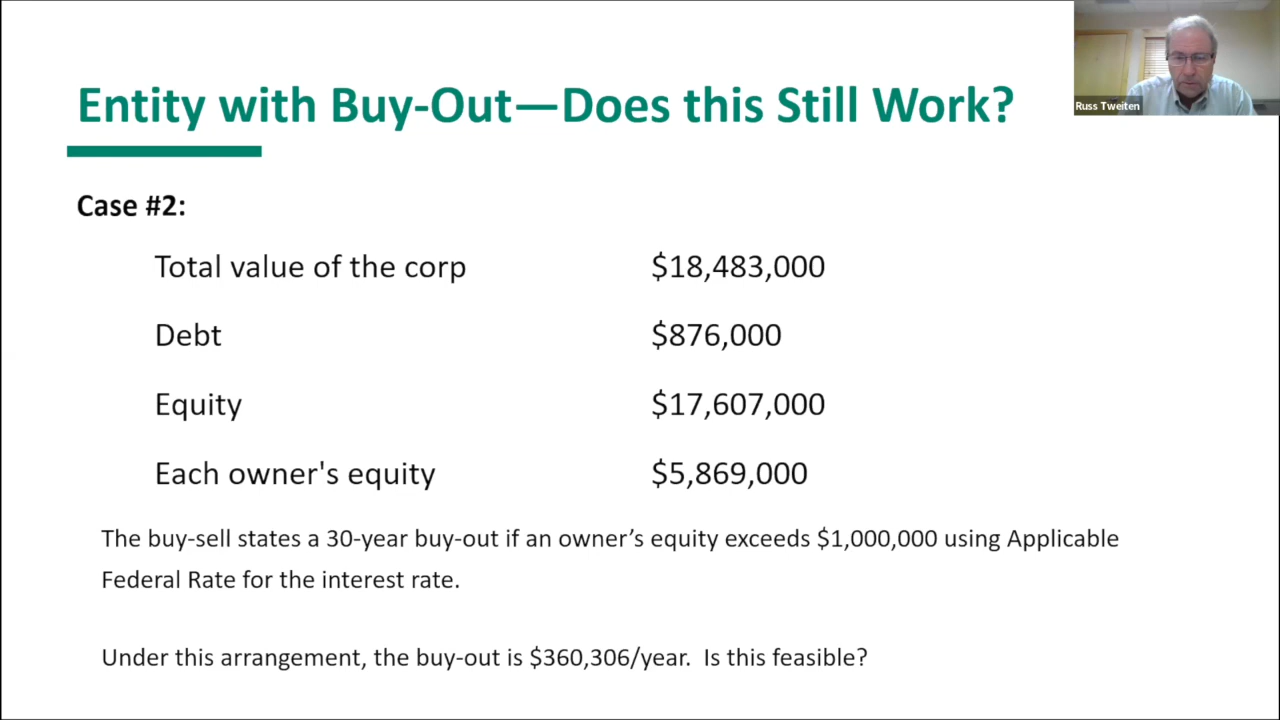 Russ Tweiten
Entity with Buy-Out—Does this Still Work?
Case #2:
Total value of the corp $18,483,000
Debt $876,000
Equity $17,607,000
Each owner's equity $5,869,000
The buy-sell states a 30-year buy-out if an owner’s equity exceeds $1,000,000 using Applicable
Federal Rate for the interest rate.
Under this arrangement, the buy-out is $360,306/year. Is this feasible?